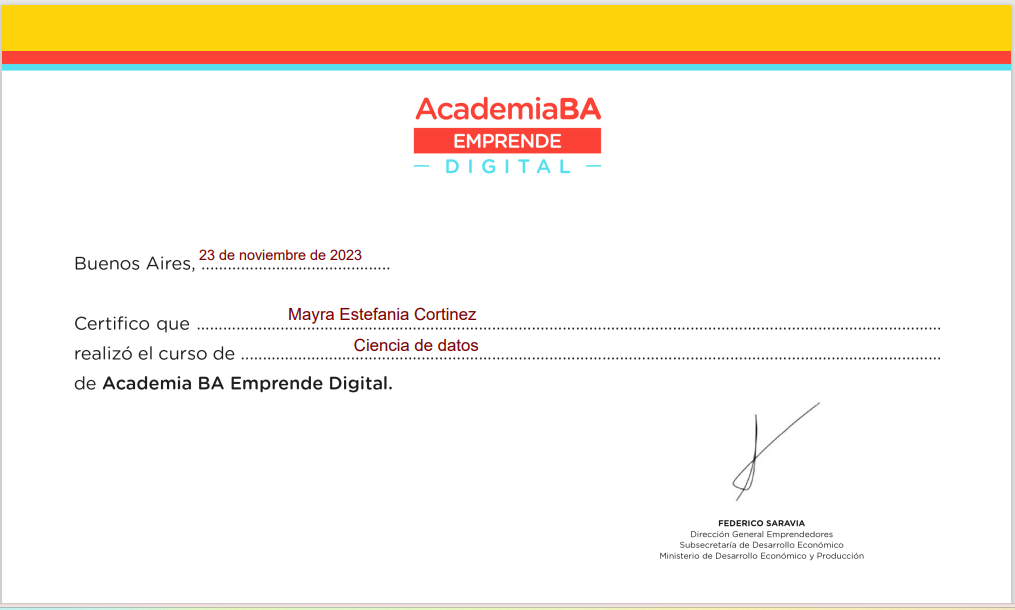 AcademiaBA
EMPRENDE
DIGITAL
Buenos Aires, 23 de noviembre de 2023
Certifico que Mayra Estefania Cortinez
realizó el curso de Ciencia de datos
de Academia BA Emprende Digital.
FEDERICO SARAVIA
Dirección General Emprendedores
Subsecretaría de Desarrollo Económico
Ministerio de Desarrollo Económico y Producción